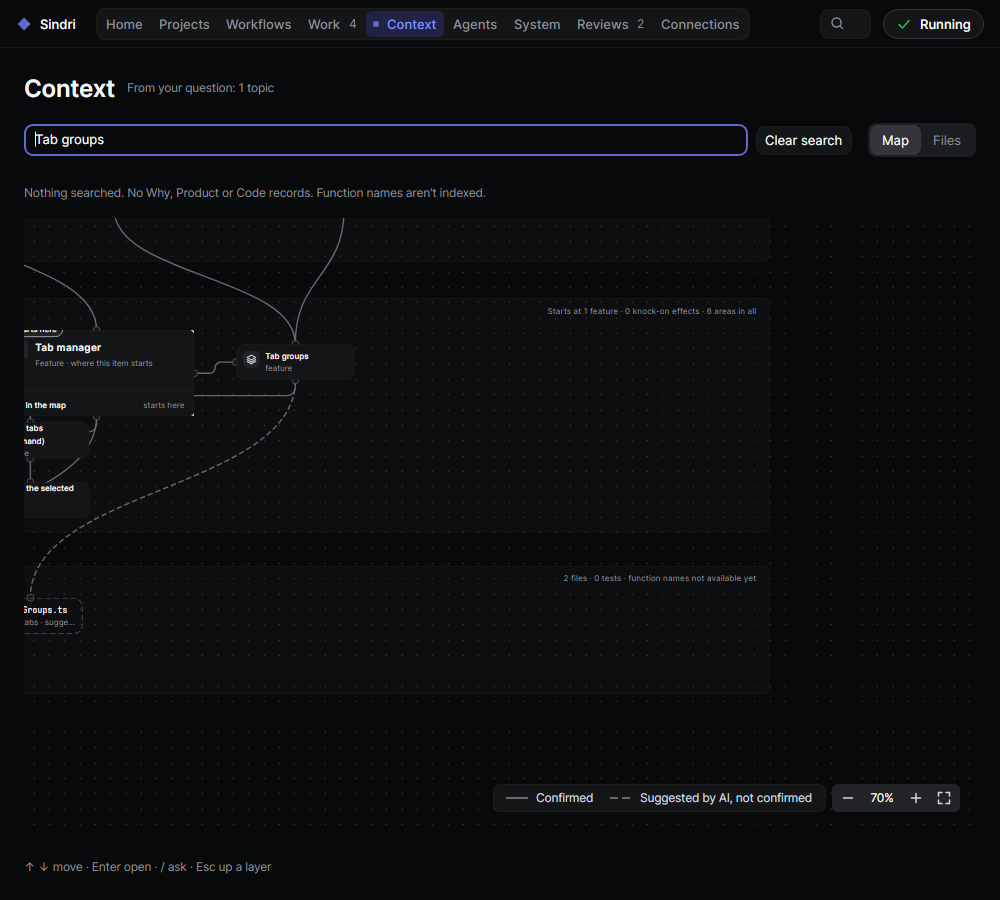 Sindri
Home Projects Workflows Work 4 Context Agents System Reviews 2 Connections
Running
Context From your question: 1 topic
Tab groups
Clear search
Map Files
Nothing searched. No Why, Product or Code records. Function names aren't indexed.
Starts at 1 feature · 0 knock-on effects · 6 areas in all
Tab manager
Feature · where this item starts
In the map starts here
Tab groups
feature
tabs
the selected
2 files · 0 tests · function names not available yet
Groups.ts
Confirmed Suggested by AI, not confirmed
− 70% +
↑ ↓ move · Enter open · / ask · Esc up a layer